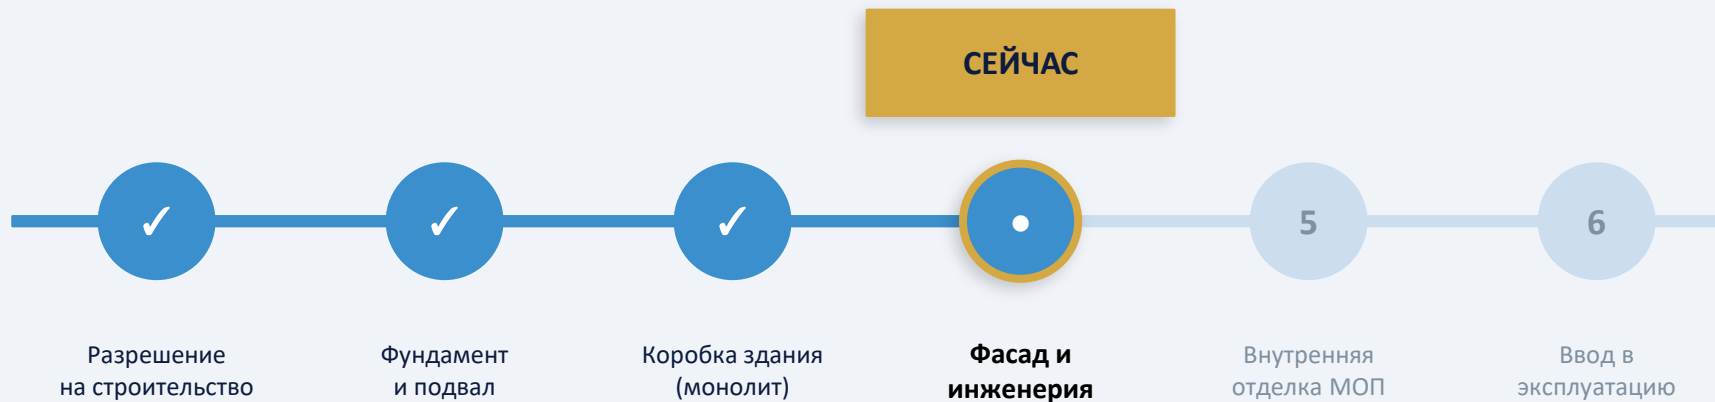 СЕЙЧАС
✓
✓
✓
●
5
6
Разрешение
на строительство
Фундамент
и подвал
Коробка здания
(монолит)
Фасад и
инженерия
Внутренняя
отделка МОП
Ввод в
эксплуатацию